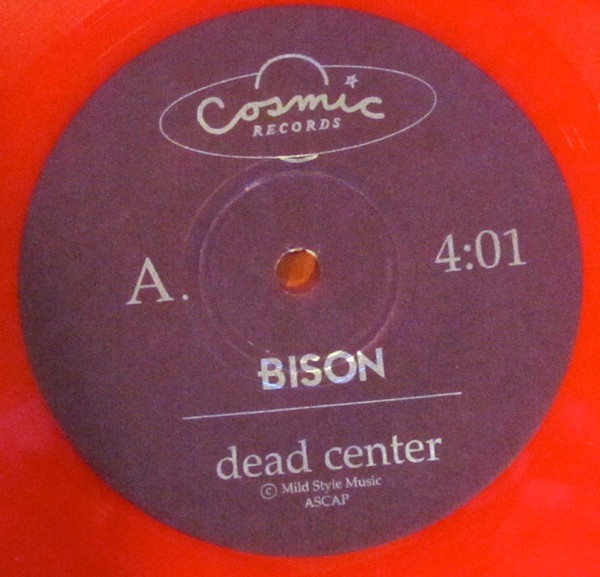 Cosmic
RECORDS
A.
4:01
BISON
dead center
© Mild Style Music
ASCAP